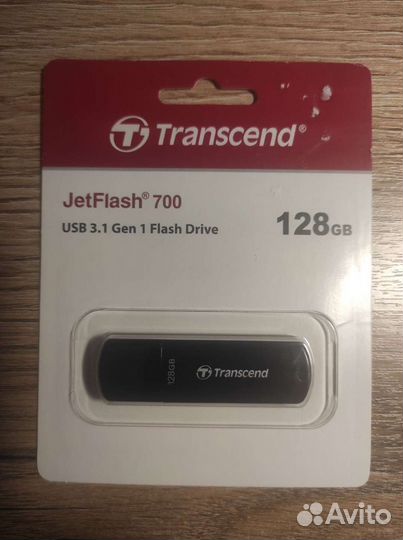 Transcend®
JetFlash® 700
USB 3.1 Gen 1 Flash Drive
128GB
128GB
Transcend
Avito